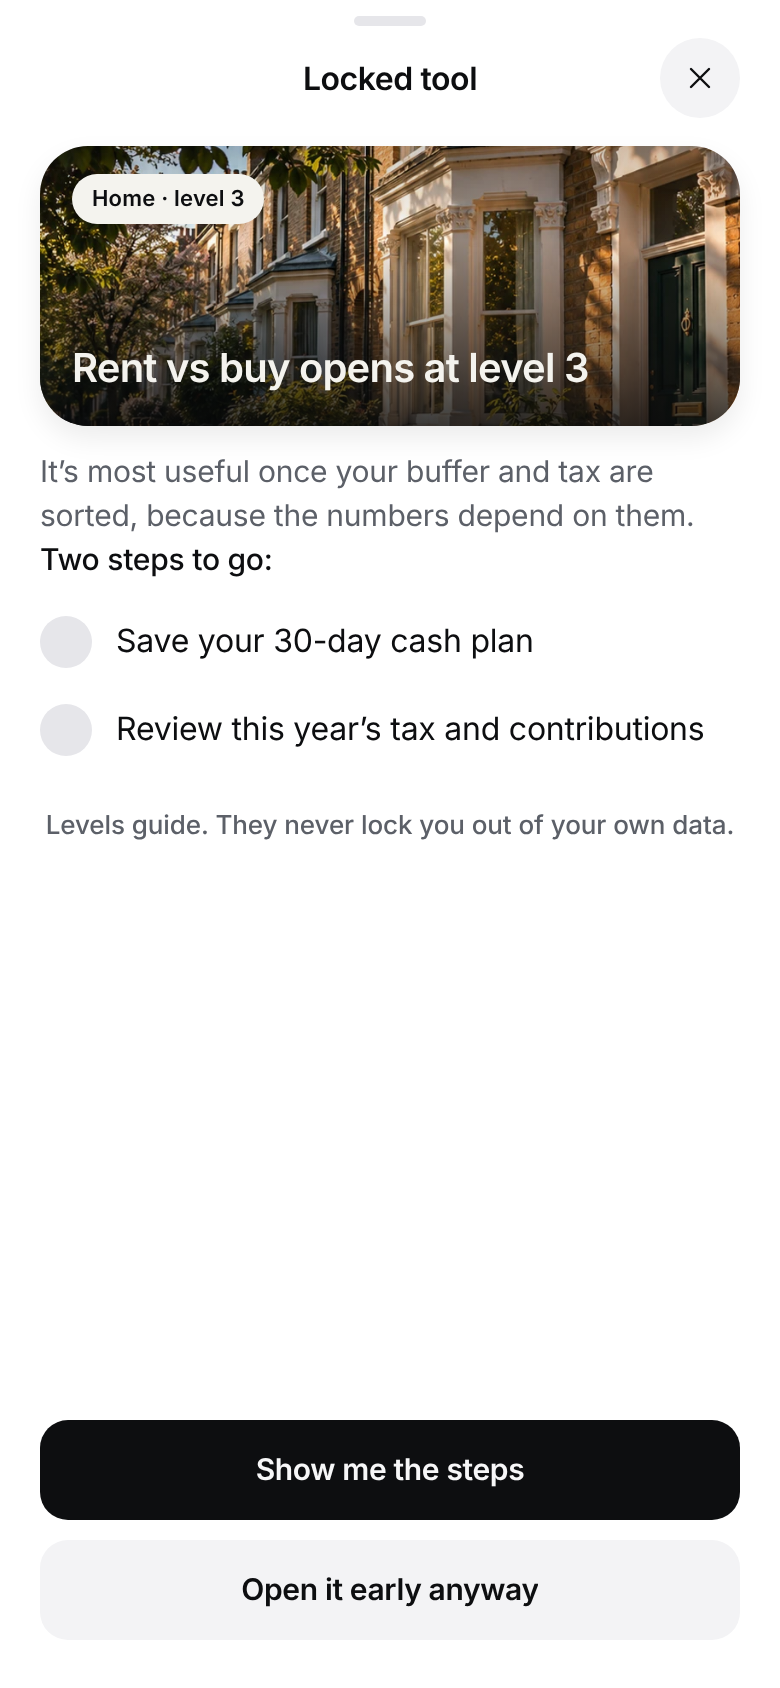 Locked tool
Home · level 3
Rent vs buy opens at level 3
It’s most useful once your buffer and tax are
sorted, because the numbers depend on them.
Two steps to go:
Save your 30-day cash plan
Review this year’s tax and contributions
Levels guide. They never lock you out of your own data.
Show me the steps
Open it early anyway